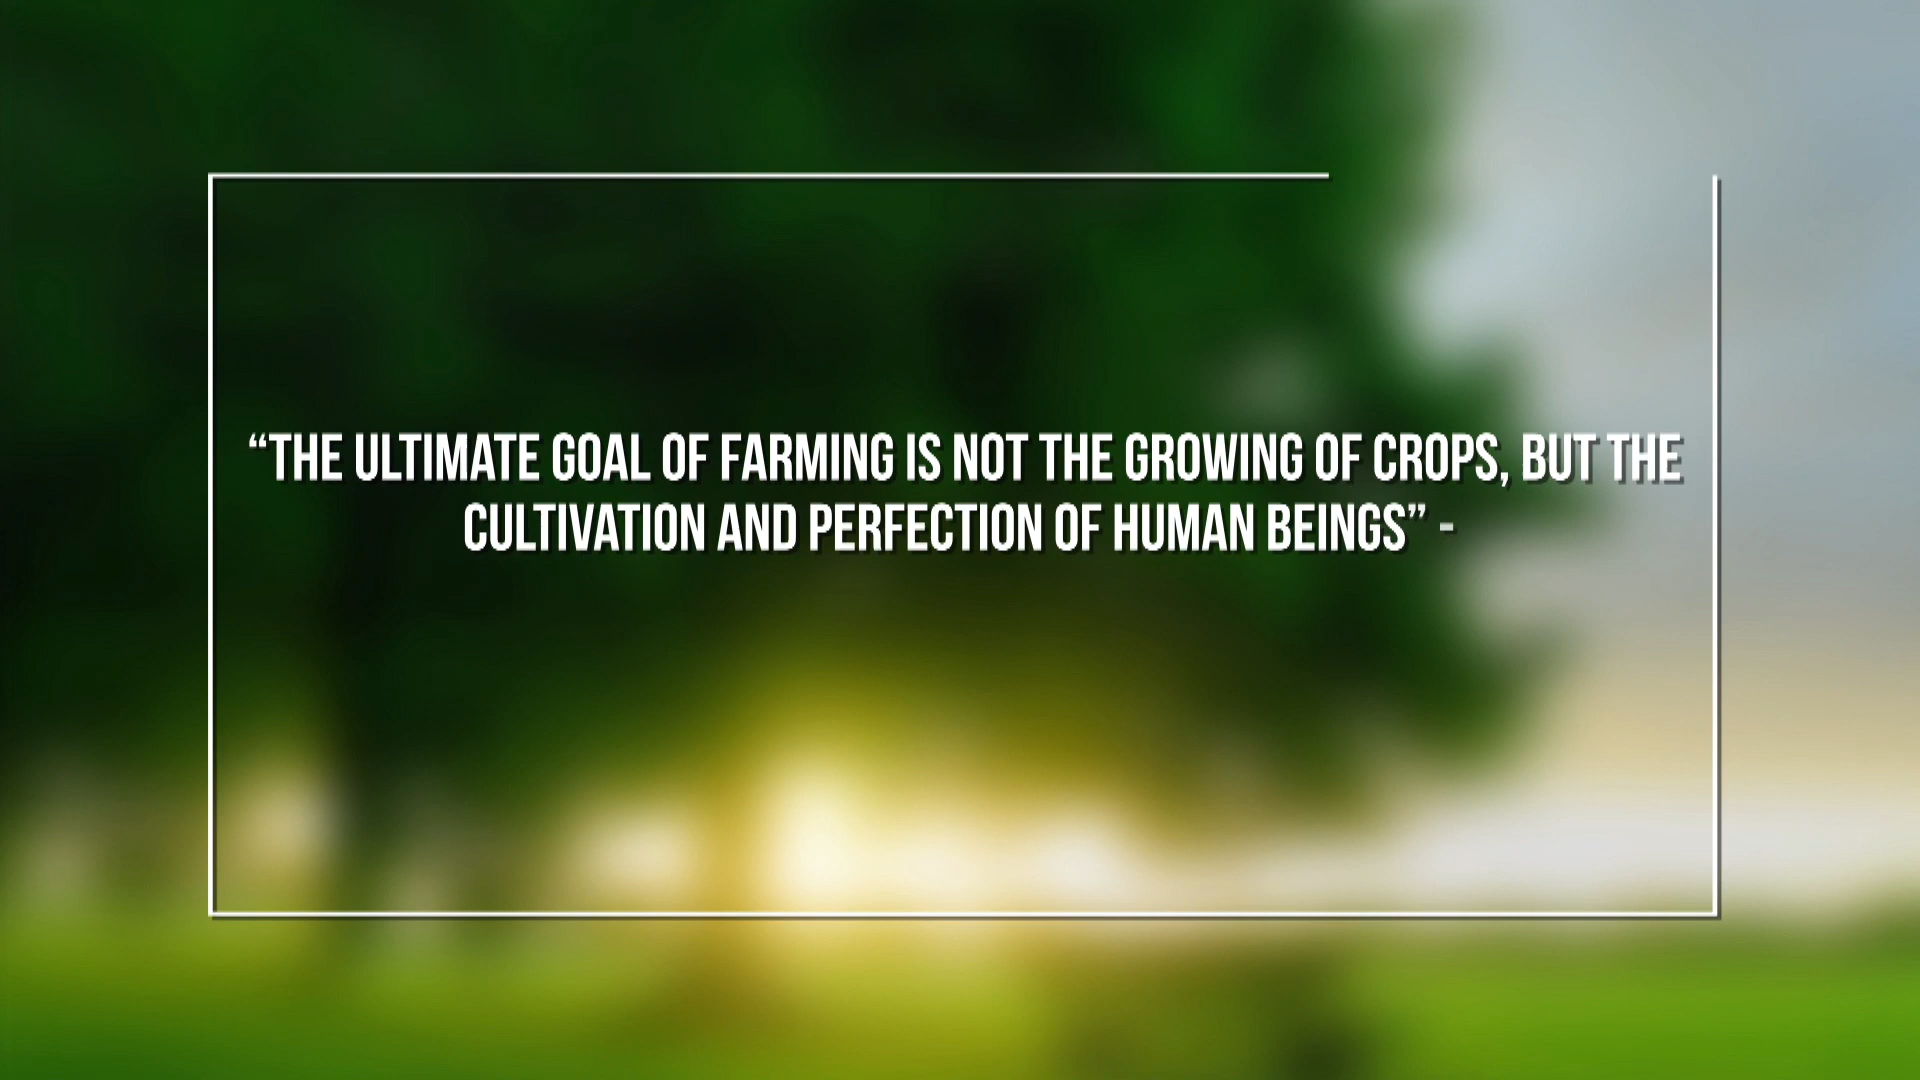 “THE ULTIMATE GOAL OF FARMING IS NOT THE GROWING OF CROPS, BUT THE
CULTIVATION AND PERFECTION OF HUMAN BEINGS” -